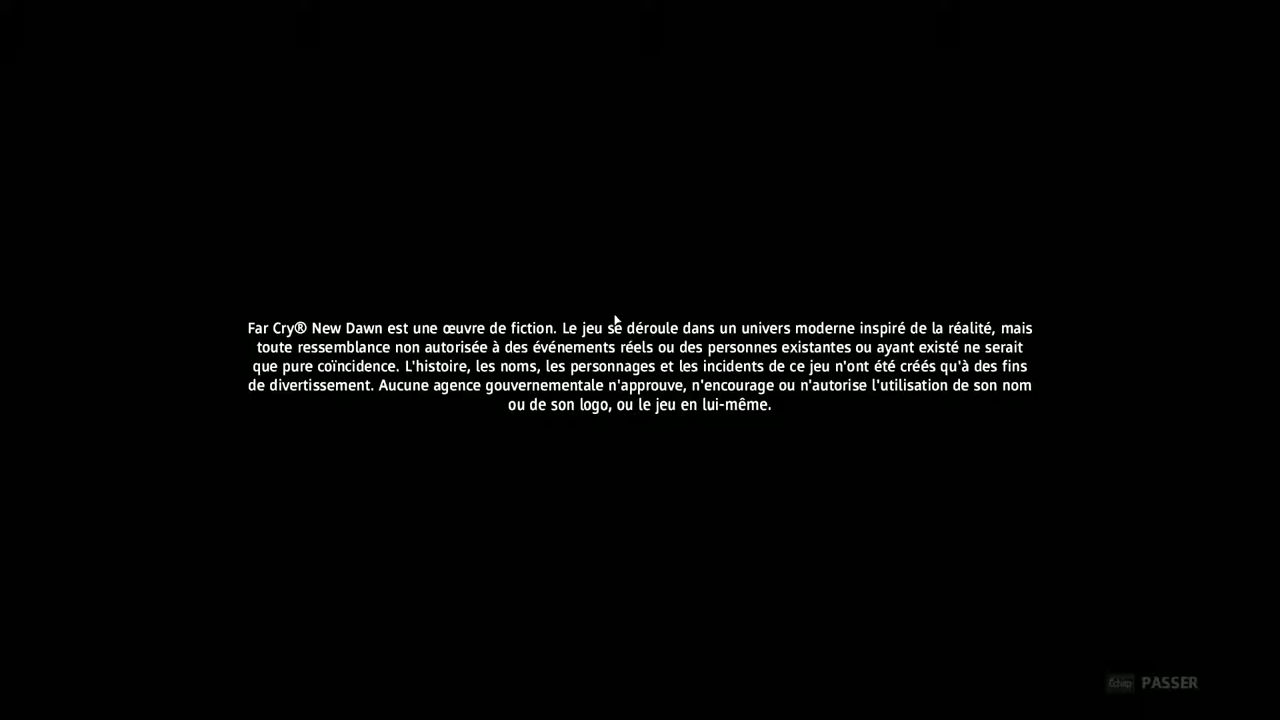 Far Cry® New Dawn est une œuvre de fiction. Le jeu se déroule dans un univers moderne inspiré de la réalité, mais
toute ressemblance non autorisée à des événements réels ou des personnes existantes ou ayant existé ne serait
que pure coïncidence. L'histoire, les noms, les personnages et les incidents de ce jeu n'ont été créés qu'à des fins
de divertissement. Aucune agence gouvernementale n'approuve, n'encourage ou n'autorise l'utilisation de son nom
ou de son logo, ou le jeu en lui-même.
Échap PASSER